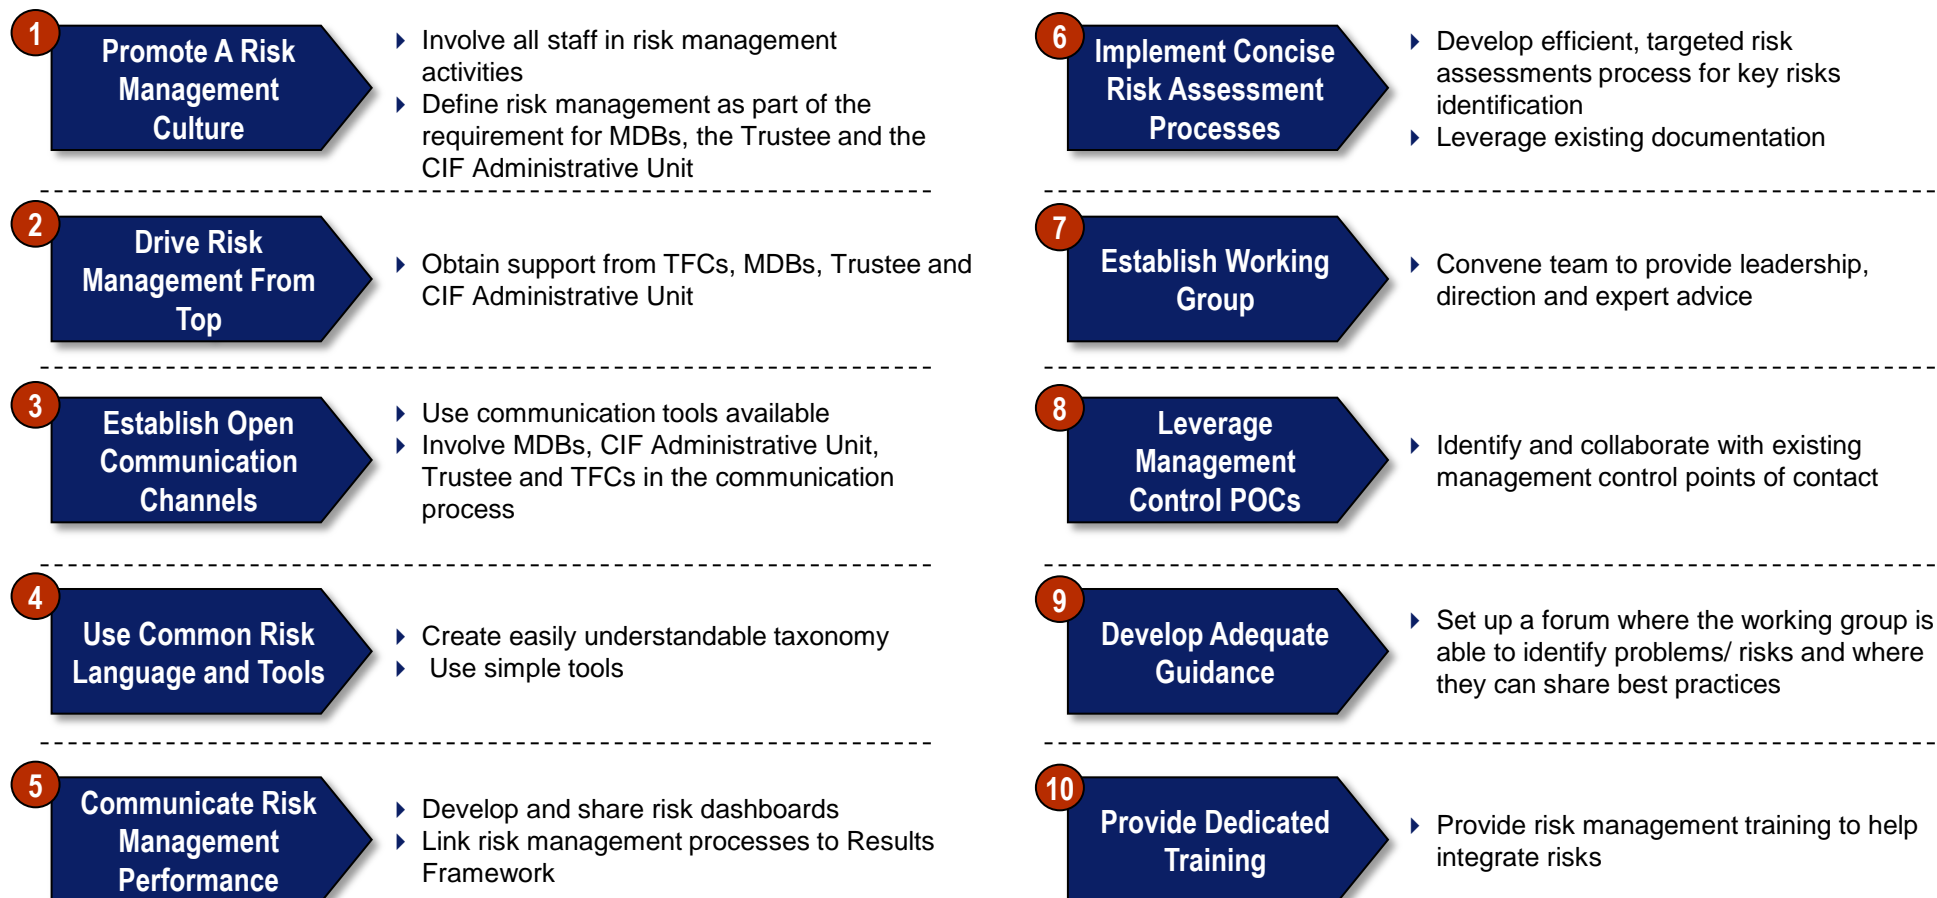 1
Promote A Risk
Management
Culture
Involve all staff in risk management
activities
Define risk management as part of the
requirement for MDBs, the Trustee and the
CIF Administrative Unit
2
Drive Risk
Management From
Top
Obtain support from TFCs, MDBs, Trustee and
CIF Administrative Unit
3
Establish Open
Communication
Channels
Use communication tools available
Involve MDBs, CIF Administrative Unit,
Trustee and TFCs in the communication
process
4
Use Common Risk
Language and Tools
Create easily understandable taxonomy
Use simple tools
5
Communicate Risk
Management
Performance
Develop and share risk dashboards
Link risk management processes to Results
Framework
6
Implement Concise
Risk Assessment
Processes
Develop efficient, targeted risk
assessments process for key risks
identification
Leverage existing documentation
7
Establish Working
Group
Convene team to provide leadership,
direction and expert advice
8
Leverage
Management
Control POCs
Identify and collaborate with existing
management control points of contact
9
Develop Adequate
Guidance
Set up a forum where the working group is
able to identify problems/ risks and where
they can share best practices
10
Provide Dedicated
Training
Provide risk management training to help
integrate risks